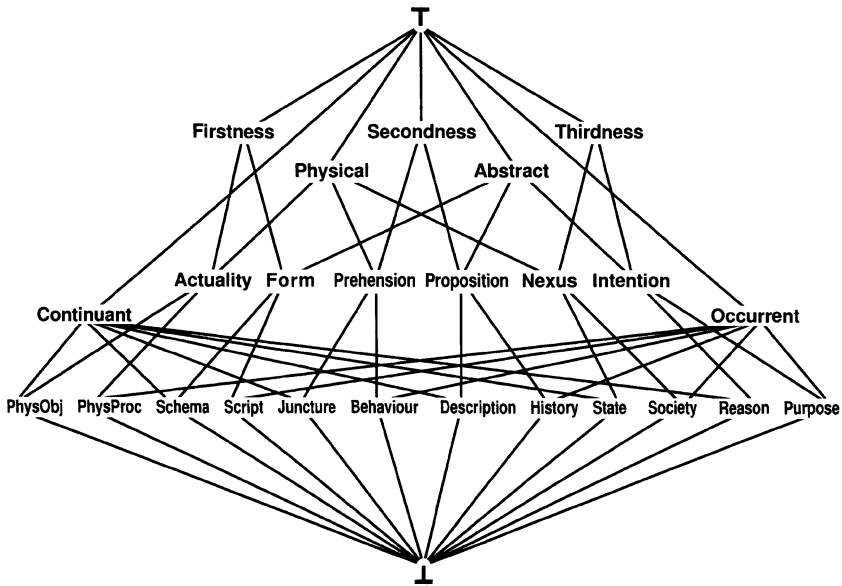 T
Firstness Secondness Thirdness
Physical Abstract
Actuality Form Prehension Proposition Nexus Intention
Continuant Occurrent
PhysObj PhysProc Schema Script Juncture Behaviour Description History State Society Reason Purpose
⊥